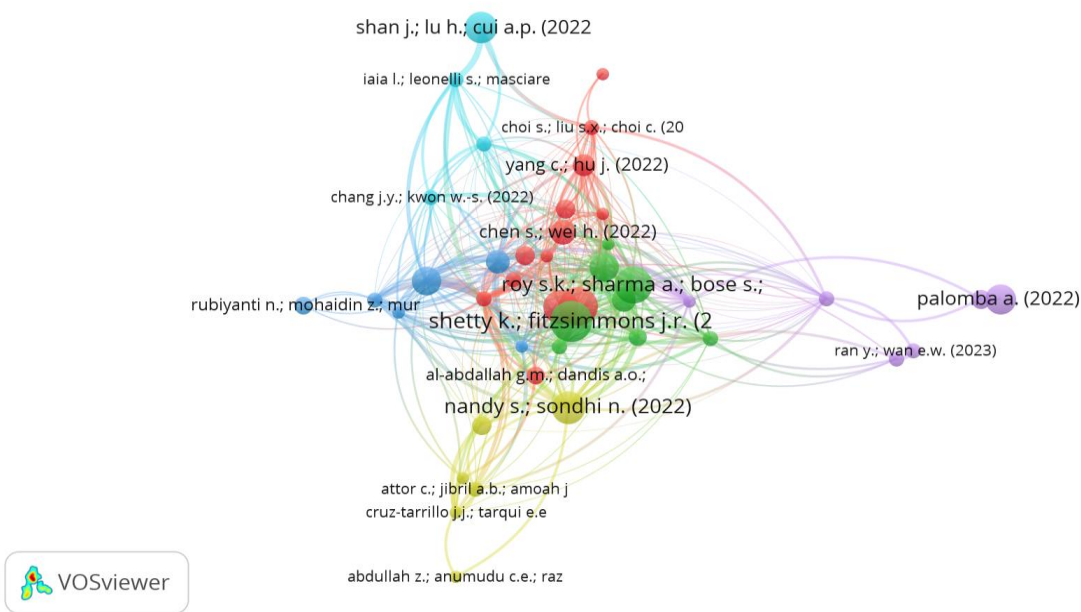 shan j.; lu h.; cui a.p. (2022
iaia l.; leonelli s.; masciare
choi s.; liu s.x.; choi c. (20
yang c.; hu j. (2022)
chang j.y.; kwon w.-s. (2022)
chen s.; wei h. (2022)
roy s.k.; sharma a.; bose s.;
palomba a. (2022)
rubiyanti n.; mohaidin z.; mur
shetty k.; fitzsimmons j.r. (2
ran y.; wan e.w. (2023)
al-abdallah g.m.; dandis a.o.;
nandy s.; sondhi n. (2022)
attor c.; jibril a.b.; amoah j
cruz-tarrillo j.j.; tarqui e.e
abdullah z.; anumudu c.e.; raz
VOSviewer